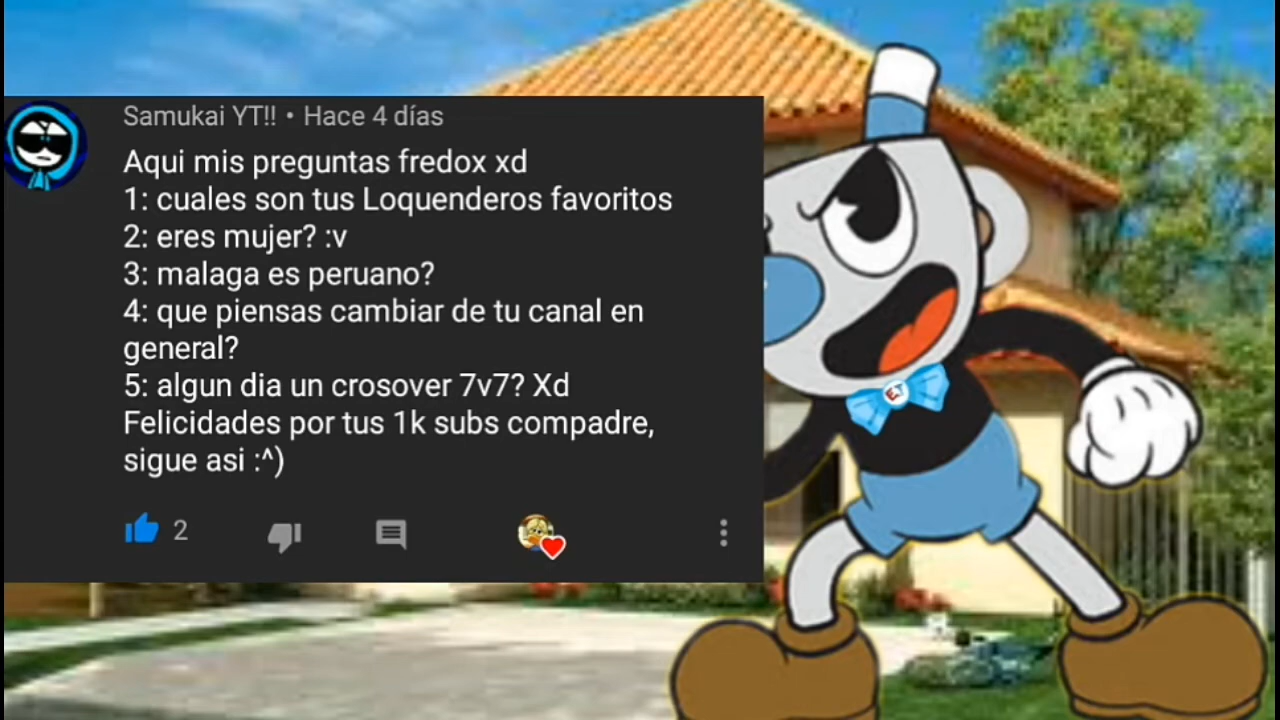 Samukai YT!! • Hace 4 días
Aqui mis preguntas fredox xd
1: cuales son tus Loquenderos favoritos
2: eres mujer? :v
3: malaga es peruano?
4: que piensas cambiar de tu canal en
general?
5: algun dia un crosover 7v7? Xd
Felicidades por tus 1k subs compadre,
sigue asi :^)
2